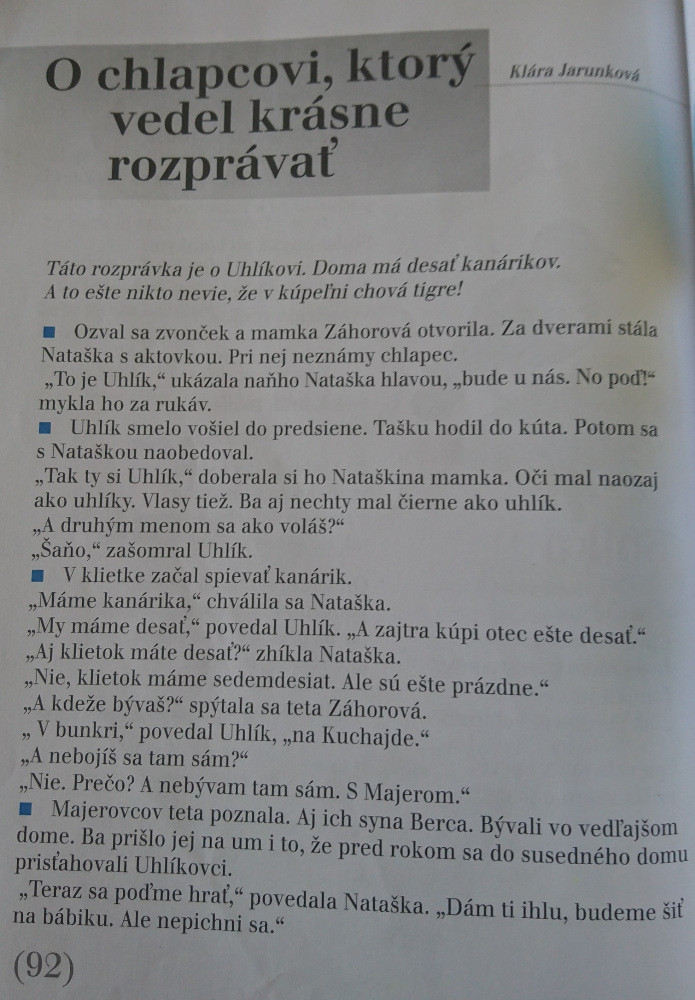 O chlapcovi, ktorý
vedel krásne
rozprávať
Klára Jarunková
Táto rozprávka je o Uhlíkovi. Doma má desať kanárikov.
A to ešte nikto nevie, že v kúpeľni chová tigre!
■ Ozval sa zvonček a mamka Záhorová otvorila. Za dverami stála
Nataška s aktovkou. Pri nej neznámy chlapec.
„To je Uhlík,“ ukázala naňho Nataška hlavou, „bude u nás. No poď!“
mykla ho za rukáv.
■ Uhlík smelo vošiel do predsiene. Tašku hodil do kúta. Potom sa
s Nataškou naobedoval.
„Tak ty si Uhlík,“ doberala si ho Nataškina mamka. Oči mal naozaj
ako uhlíky. Vlasy tiež. Ba aj nechty mal čierne ako uhlík.
„A druhým menom sa ako voláš?“
„Šaňo,“ zašomral Uhlík.
■ V klietke začal spievať kanárik.
„Máme kanárika,“ chválila sa Nataška.
„My máme desať,“ povedal Uhlík. „A zajtra kúpi otec ešte desať.“
„Aj klietok máte desať?“ zhíkla Nataška.
„Nie, klietok máme sedemdesiat. Ale sú ešte prázdne.“
„A kdeže bývaš?“ spýtala sa teta Záhorová.
„ V bunkri,“ povedal Uhlík, „na Kuchajde.“
„A nebojíš sa tam sám?“
„Nie. Prečo? A nebývam tam sám. S Majerom.“
■ Majerovcov teta poznala. Aj ich syna Berca. Bývali vo vedľajšom
dome. Ba prišlo jej na um i to, že pred rokom sa do susedného domu
prisťahovali Uhlíkovci.
„Teraz sa poďme hrať,“ povedala Nataška. „Dám ti ihlu, budeme šiť
na bábiku. Ale nepichni sa.“
(92)